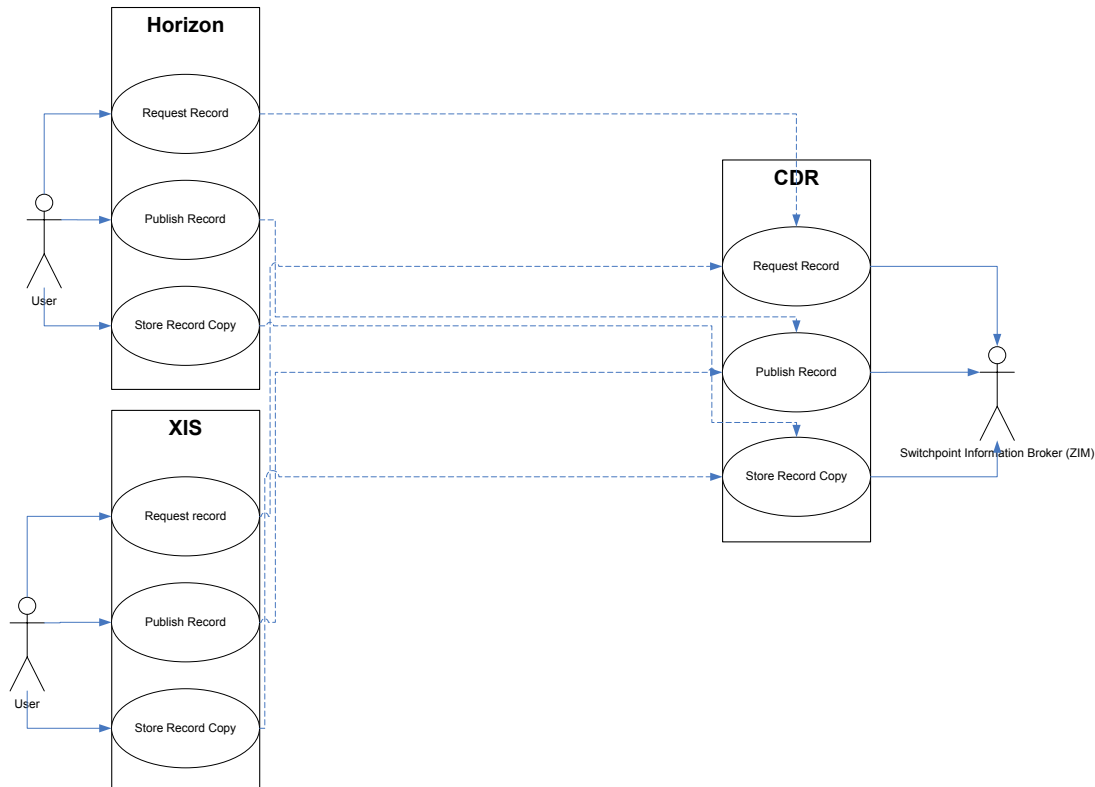 Horizon
Request Record
Publish Record
User
Store Record Copy
CDR
Request Record
Publish Record
Store Record Copy
Switchpoint Information Broker (ZIM)
XIS
Request record
Publish Record
User
Store Record Copy